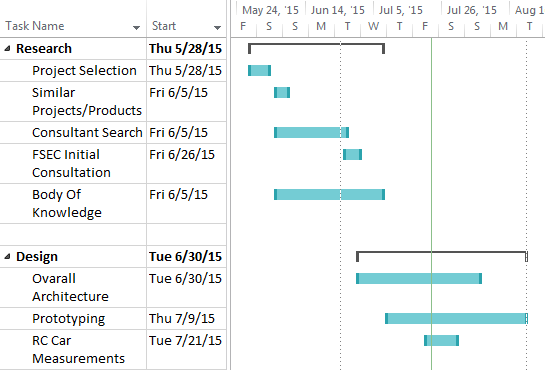 May 24, '15 Jun 14, '15 Jul 5, '15 Jul 26, '15 Aug 1
Task Name Start F S T W F S S M T
Research Thu 5/28/15
Project Selection Thu 5/28/15
Similar Fri 6/5/15
Projects/Products
Consultant Search Fri 6/5/15
FSEC Initial Fri 6/26/15
Consultation
Body Of Fri 6/5/15
Knowledge
Design Tue 6/30/15
Ovarall Tue 6/30/15
Architecture
Prototyping Thu 7/9/15
RC Car Tue 7/21/15
Measurements